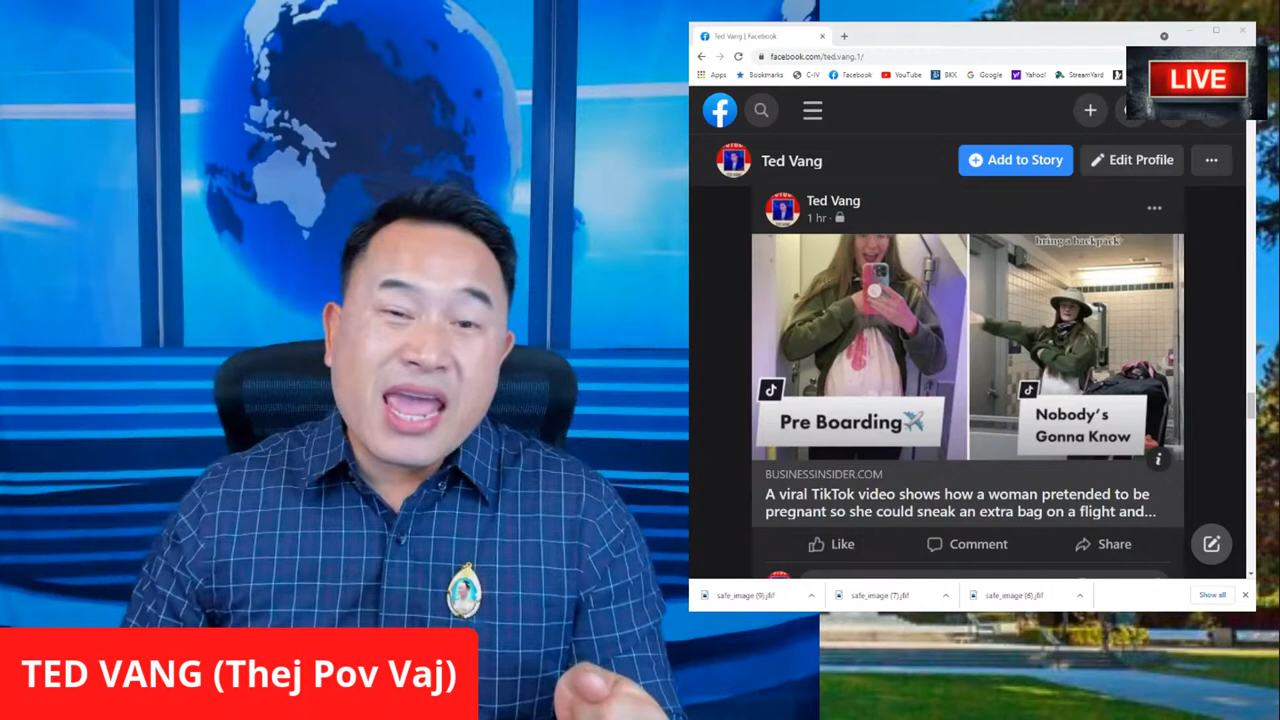 Ted Vang | Facebook
facebook.com/ted.vang.1/
Apps Bookmarks C-IV Facebook YouTube BKK Google Yahoo! StreamYard
LIVE
Ted Vang
Add to Story
Edit Profile
Ted Vang
1 hr
bring a backpack
Pre Boarding
Nobody's
Gonna Know
BUSINESSINSIDER.COM
A viral TikTok video shows how a woman pretended to be
pregnant so she could sneak an extra bag on a flight and...
Like Comment Share
safe_image (9).jfif safe_image (7).jfif safe_image (6).jfif Show all
TED VANG (Thej Pov Vaj)